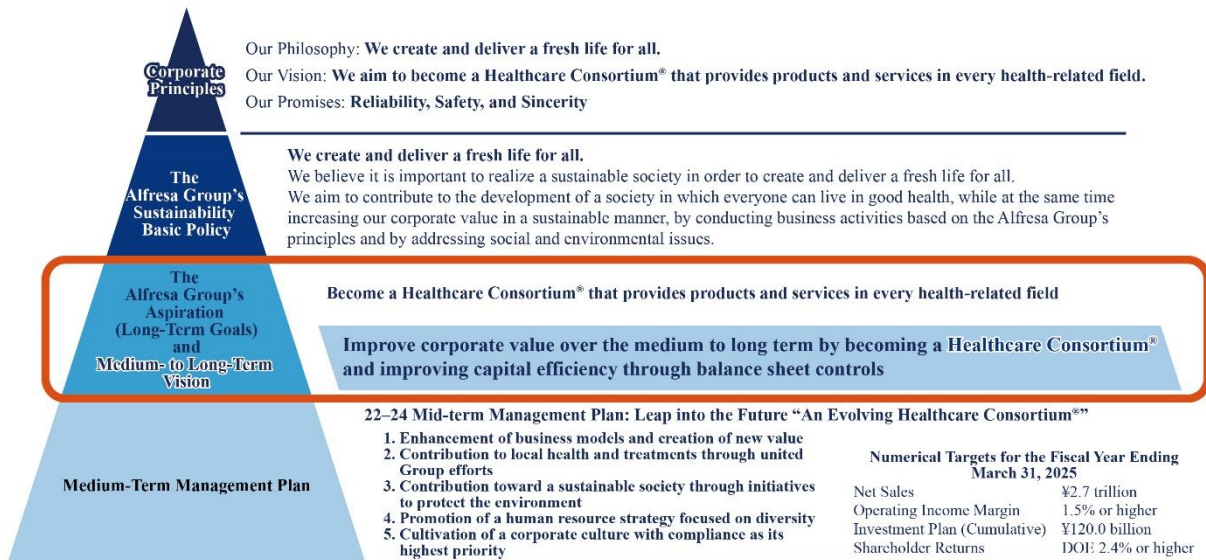 Corporate
Principles
Our Philosophy: We create and deliver a fresh life for all.
Our Vision: We aim to become a Healthcare Consortium® that provides products and services in every health-related field.
Our Promises: Reliability, Safety, and Sincerity
The
Alfresa Group’s
Sustainability
Basic Policy
We create and deliver a fresh life for all.
We believe it is important to realize a sustainable society in order to create and deliver a fresh life for all.
We aim to contribute to the development of a society in which everyone can live in good health, while at the same time
increasing our corporate value in a sustainable manner, by conducting business activities based on the Alfresa Group’s
principles and by addressing social and environmental issues.
The
Alfresa Group’s
Aspiration
(Long-Term Goals)
and
Medium- to Long-Term
Vision
Become a Healthcare Consortium® that provides products and services in every health-related field
Improve corporate value over the medium to long term by becoming a Healthcare Consortium®
and improving capital efficiency through balance sheet controls
Medium-Term Management Plan
22–24 Mid-term Management Plan: Leap into the Future “An Evolving Healthcare Consortium®”
1. Enhancement of business models and creation of new value
2. Contribution to local health and treatments through united
Group efforts
3. Contribution toward a sustainable society through initiatives
to protect the environment
4. Promotion of a human resource strategy focused on diversity
5. Cultivation of a corporate culture with compliance as its
highest priority
Numerical Targets for the Fiscal Year Ending
March 31, 2025
Net Sales ¥2.7 trillion
Operating Income Margin 1.5% or higher
Investment Plan (Cumulative) ¥120.0 billion
Shareholder Returns DOE 2.4% or higher